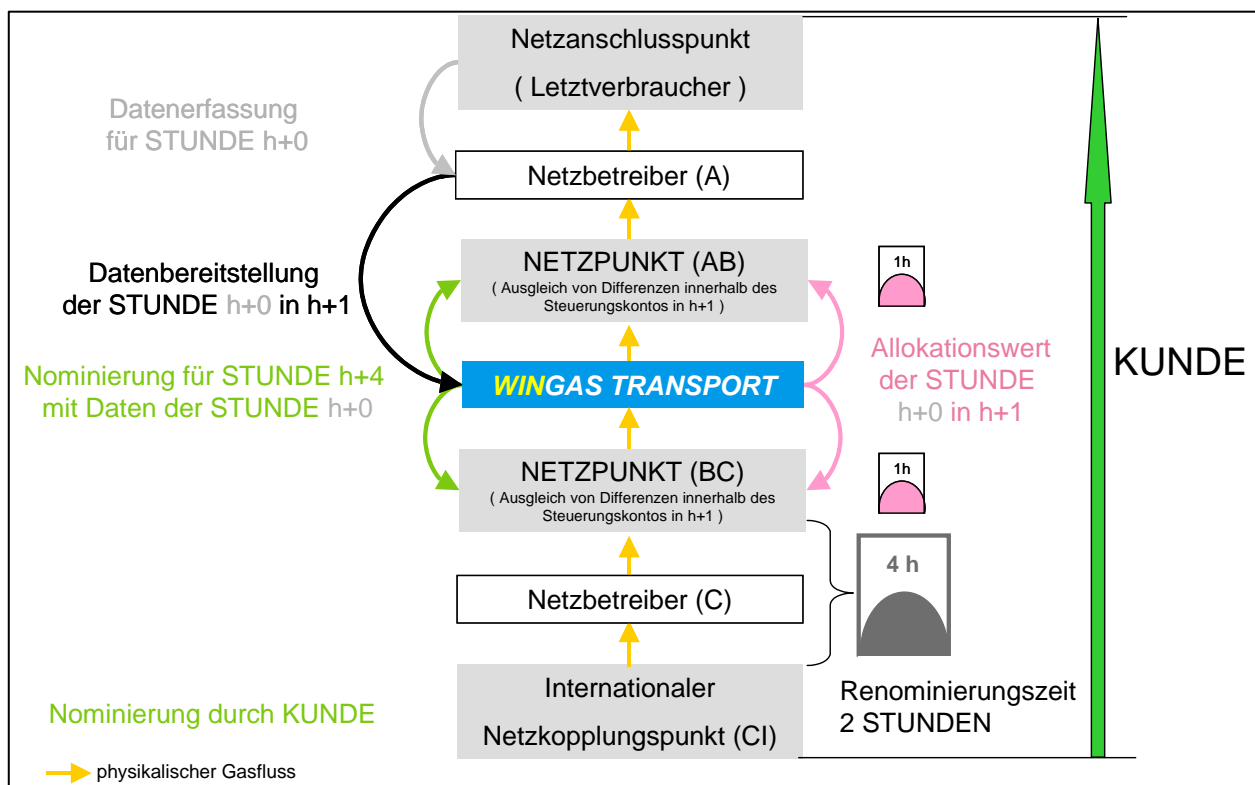 Netzanschlusspunkt
( Letztverbraucher )
Datenerfassung
für STUNDE h+0
Netzbetreiber (A)
Datenbereitstellung
der STUNDE h+0 in h+1
NETZPUNKT (AB)
( Ausgleich von Differenzen innerhalb des
Steuerungskontos in h+1 )
1h
Nominierung für STUNDE h+4
mit Daten der STUNDE h+0
WINGAS TRANSPORT
Allokationswert
der STUNDE
h+0 in h+1
KUNDE
NETZPUNKT (BC)
( Ausgleich von Differenzen innerhalb des
Steuerungskontos in h+1 )
1h
4 h
Netzbetreiber (C)
Internationaler
Netzkopplungspunkt (CI)
Renominierungszeit
2 STUNDEN
Nominierung durch KUNDE
physikalischer Gasfluss